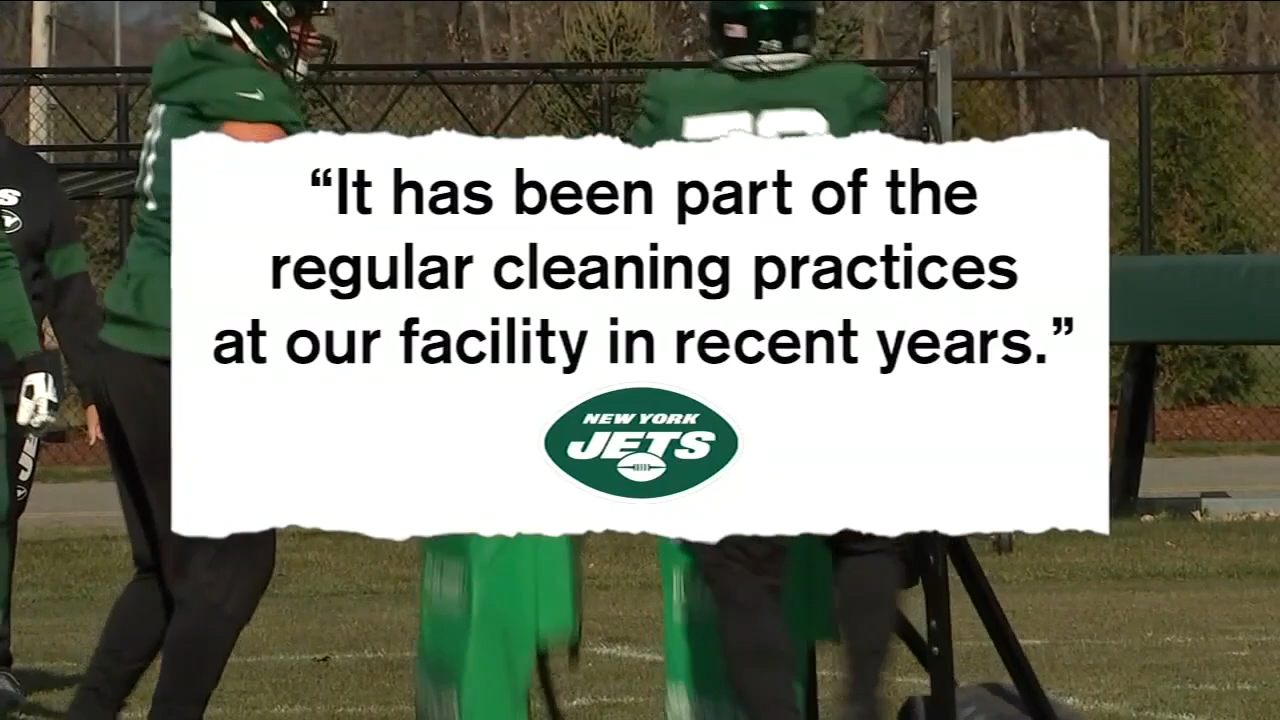 “It has been part of the
regular cleaning practices
at our facility in recent years.”
NEW YORK
JETS